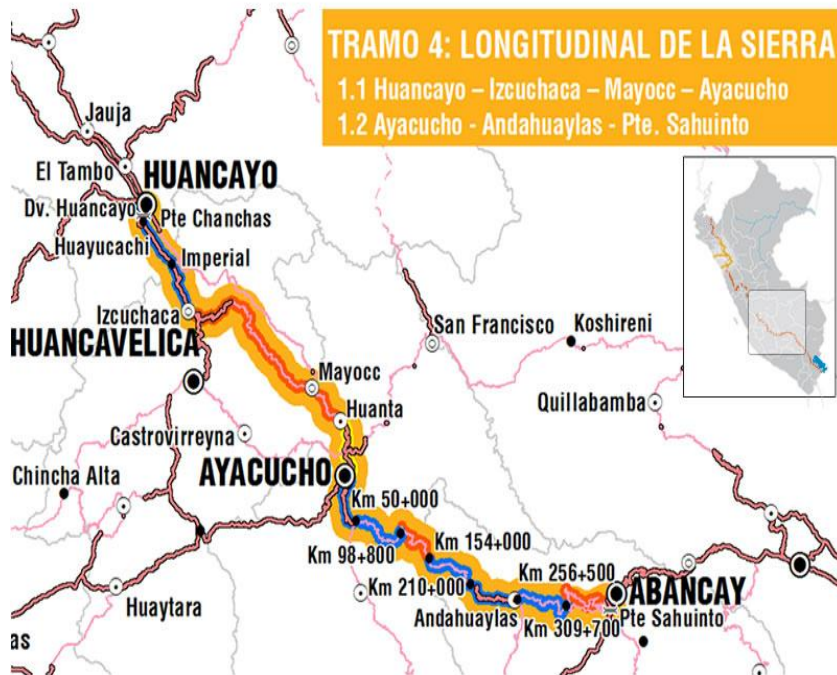 TRAMO 4: LONGITUDINAL DE LA SIERRA
1.1 Huancayo – Izcuchaca – Mayocc – Ayacucho
1.2 Ayacucho - Andahuaylas - Pte. Sahuinto
Jauja
El Tambo
HUANCAYO
Dv. Huancayo
Pte Chanchas
Huayucachi
Imperial
Izcuchaca
HUANCAVELICA
San Francisco
Koshireni
Mayocc
Huanta
Quillabamba
Castrovirreyna
Chincha Alta
AYACUCHO
Km 50+000
Km 98+800
Km 154+000
Km 210+000
Km 256+500
ABANCAY
Andahuaylas
Km 309+700
Pte Sahuinto
Huaytara
as